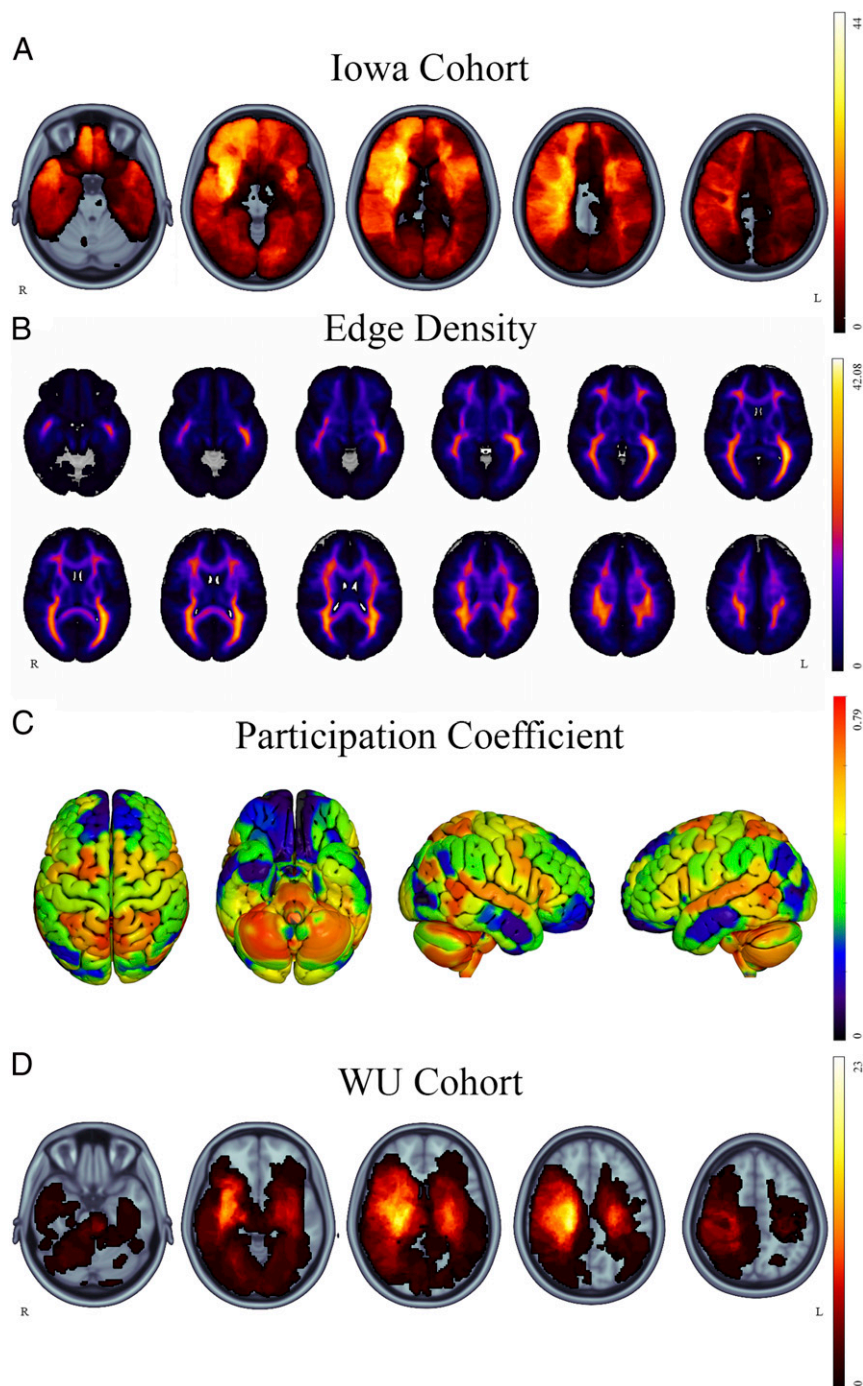 A
Iowa Cohort
44
0
R
L
B
Edge Density
42.08
0
R
L
C
Participation Coefficient
0.79
0
D
WU Cohort
23
0
R
L